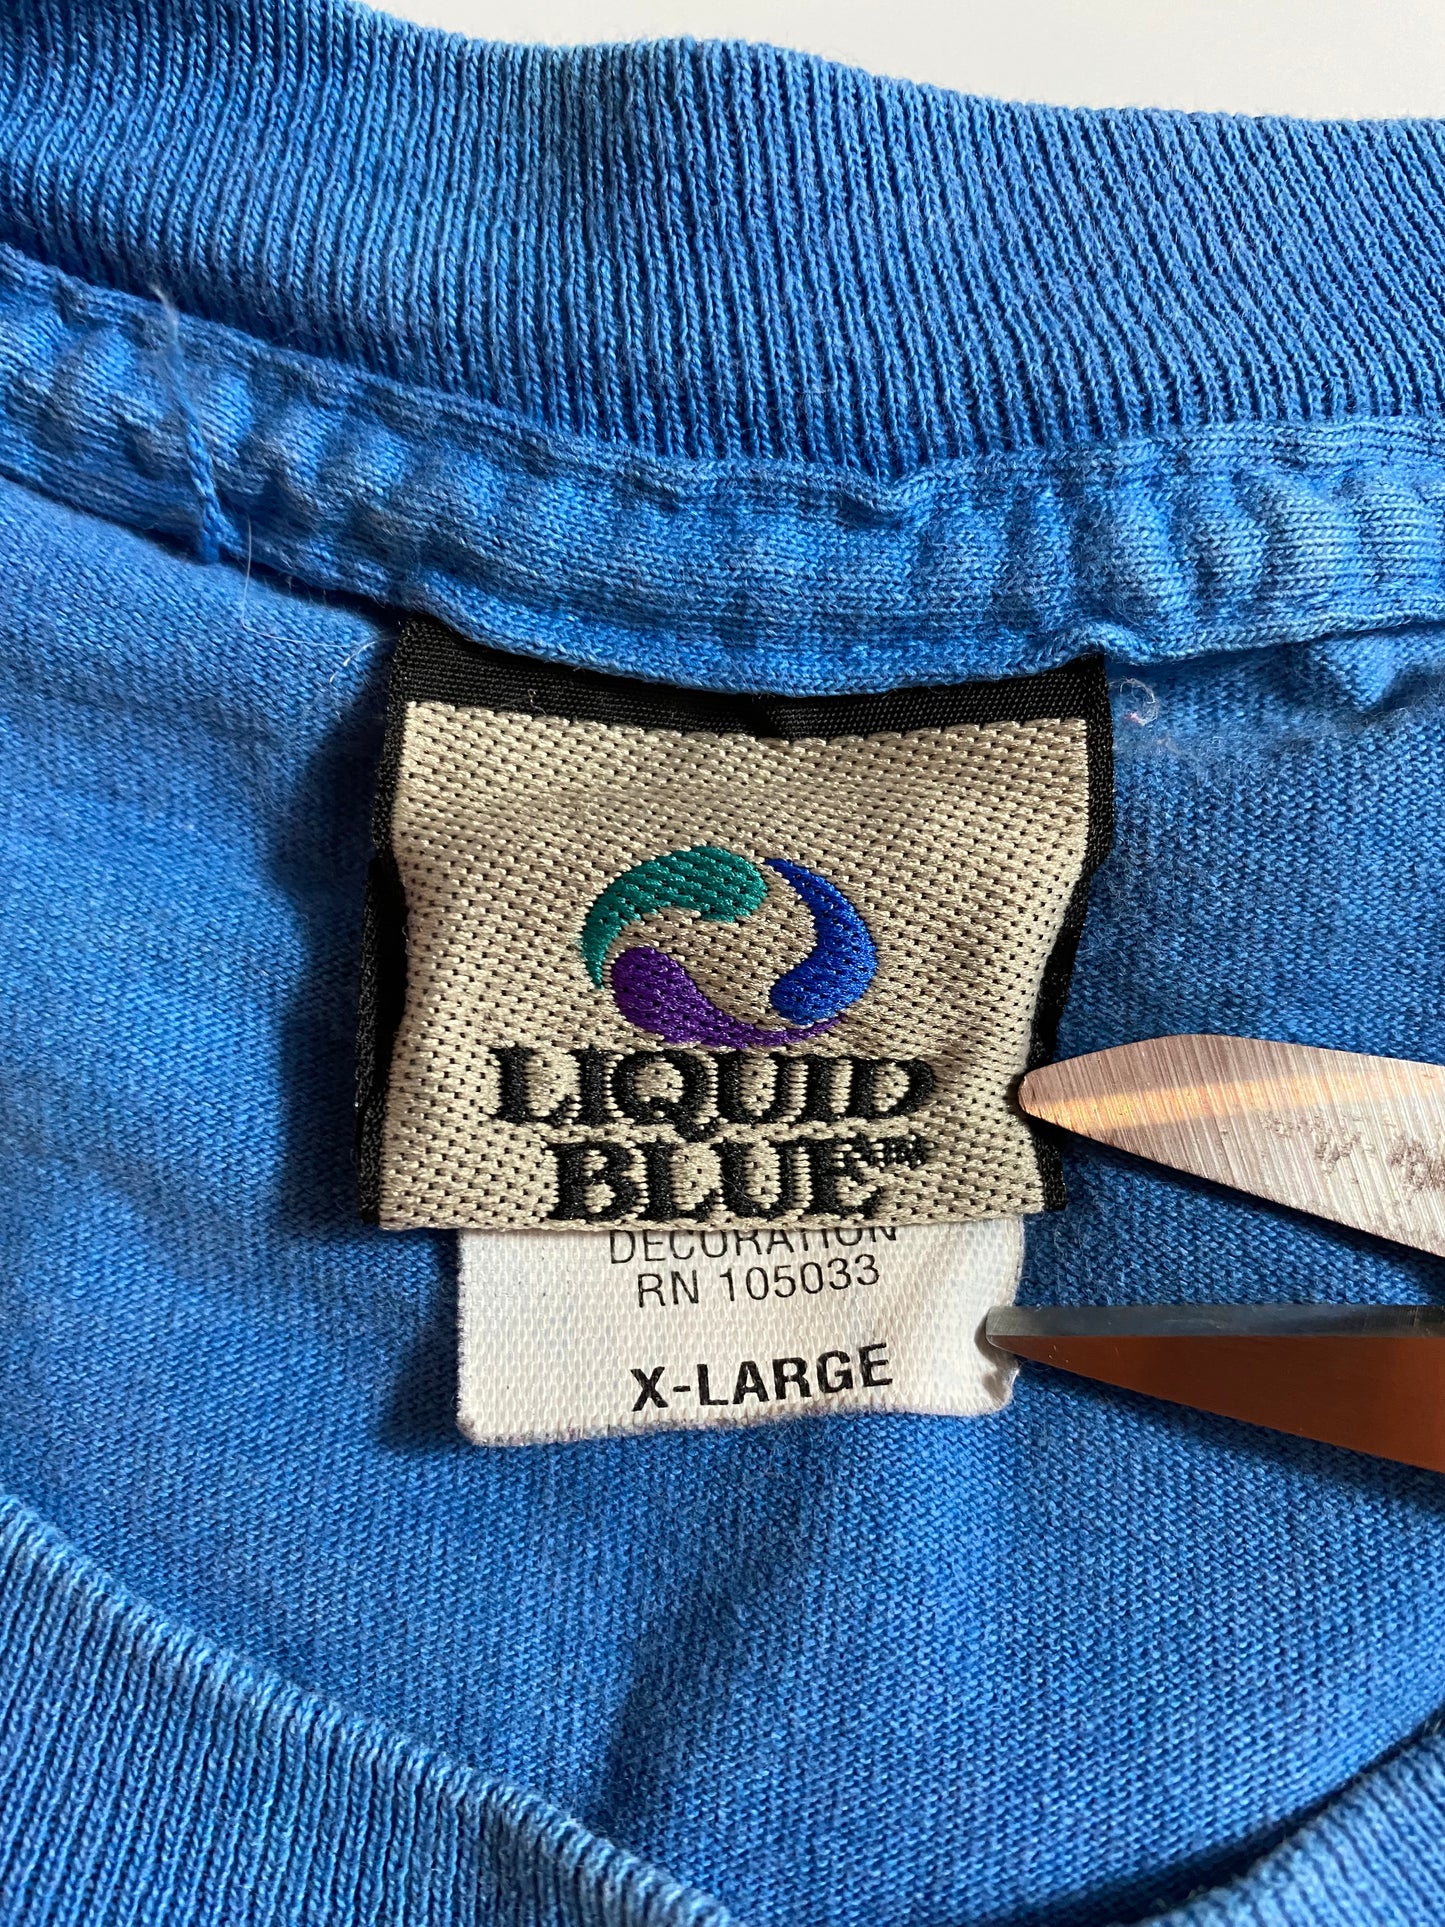 LIQUID
BLUE
DECORATION
RN 105033
X-LARGE